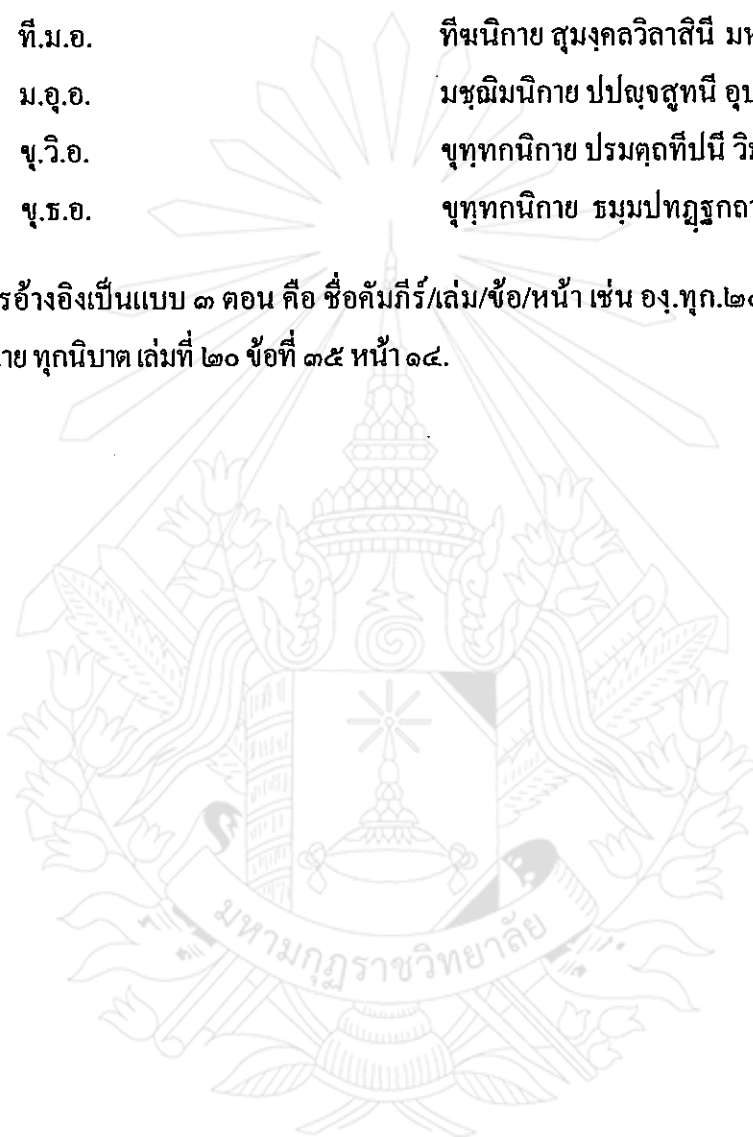 ที.ม.อ. ทีฆนิกาย สุมงฺคลวิลาสินี
ม.อุ.อ. มชฺฌิมนิกาย ปปญฺจสูทนี
ขุ.วิ.อ. ขุทฺทกนิกาย ปรมตฺถทีปนี
ขุ.ธ.อ. ขุทฺทกนิกาย ธมฺมปทฏฺฐกถา
รอ้างอิงเป็นแบบ ๓ ตอน คือ ชื่อคัมภีร์/เล่ม/ข้อ/หน้า เช่น องฺ.ทุก.๒๐
าย ทุกนิบาต เล่มที่ ๒๐ ข้อที่ ๓๕ หน้า ๑๔.
มหามกุฏราชวิทยาลัย